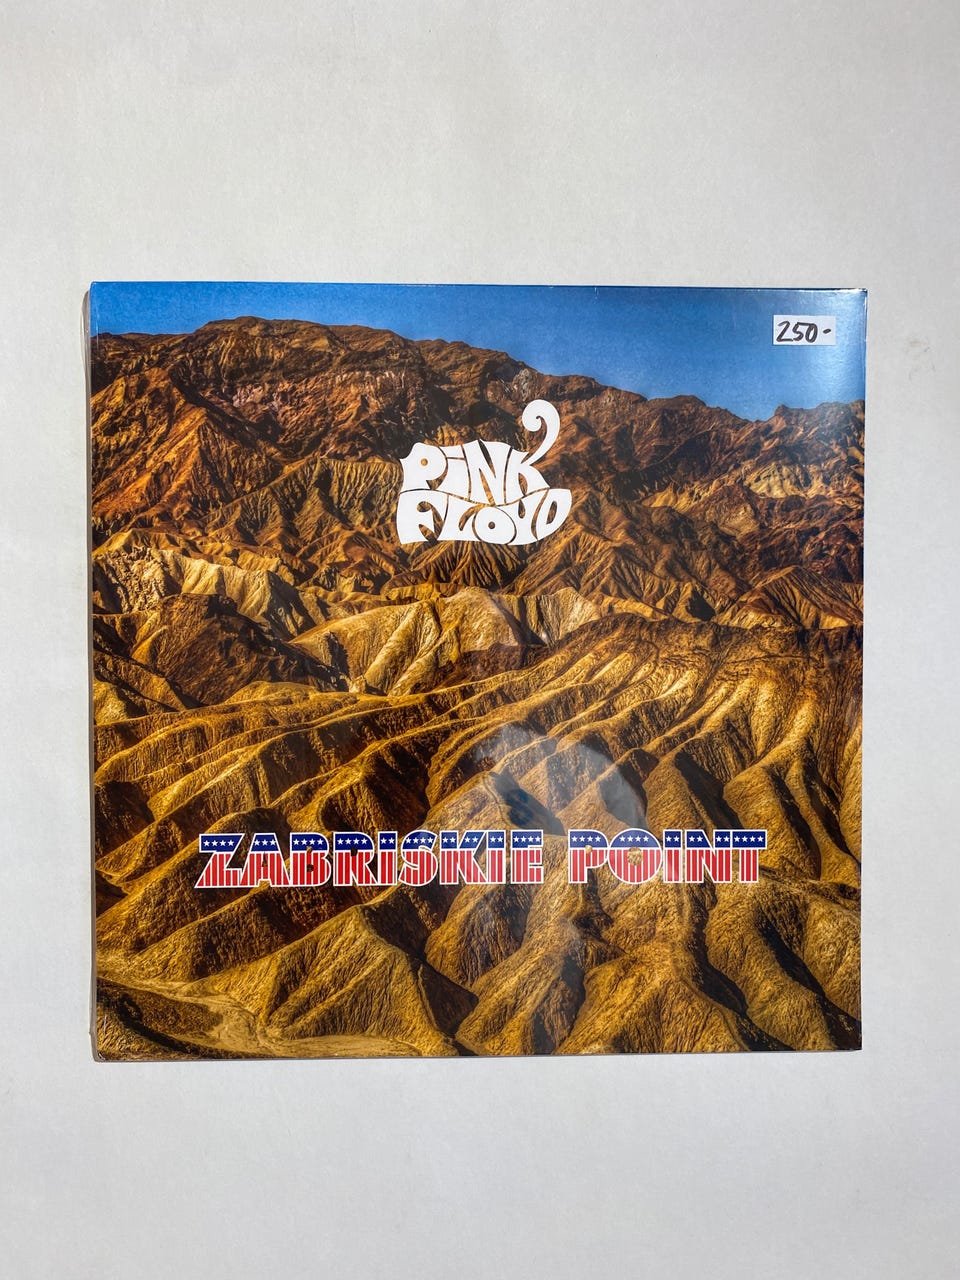 250-
PINK
FLOYD
ZABRISKIE POINT